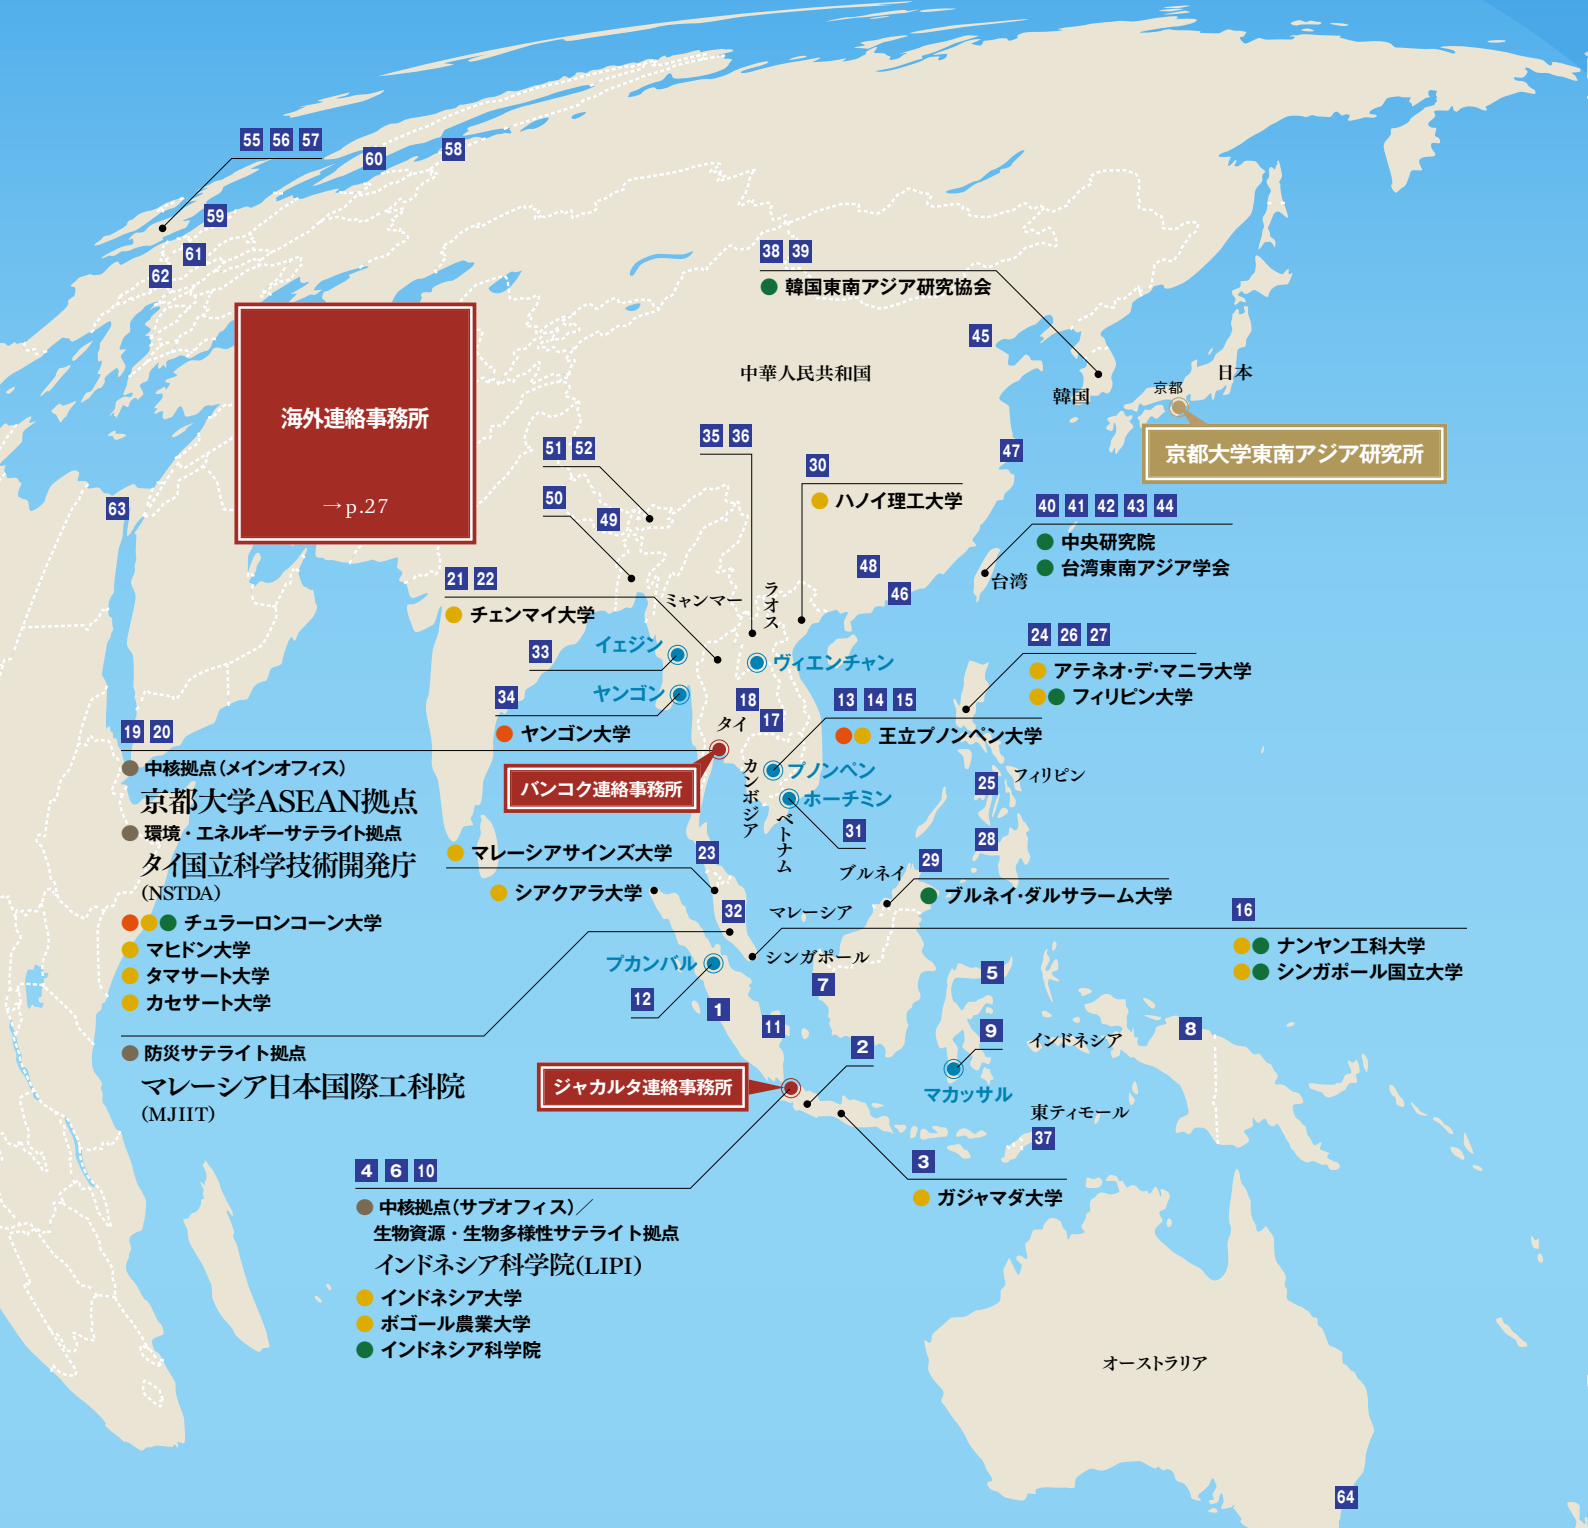 55 56 57
60
58
59
61
62
38 39
韓国東南アジア研究協会
45
中華人民共和国
韓国
京都
日本
京都大学東南アジア研究所
海外連絡事務所
→p.27
63
51 52
50
49
35 36
30
ハノイ理工大学
47
40 41 42 43 44
中央研究院
台湾東南アジア学会
台湾
48
46
21 22
チェンマイ大学
ミャンマー
ラオス
33
イェジン
ヴィエンチャン
34
ヤンゴン
ヤンゴン大学
18
17
タイ
13 14 15
王立プノンペン大学
24 26 27
アテネオ・デ・マニラ大学
フィリピン大学
19 20
中核拠点(メインオフィス)
京都大学ASEAN拠点
環境・エネルギーサテライト拠点
タイ国立科学技術開発庁
(NSTDA)
チュラーロンコーン大学
マヒドン大学
タマサート大学
カセサート大学
バンコク連絡事務所
カンボジア
プノンペン
ホーチミン
ベトナム
31
25
フィリピン
28
マレーシアサインズ大学
23
シアクアラ大学
ブルネイ
29
ブルネイ・ダルサラーム大学
32
マレーシア
16
ナンヤン工科大学
シンガポール国立大学
シンガポール
プカンバル
12
1
11
7
5
9
インドネシア
8
マカッサル
2
防災サテライト拠点
マレーシア日本国際工科院
(MJIIT)
ジャカルタ連絡事務所
東ティモール
37
3
ガジャマダ大学
4 6 10
中核拠点(サブオフィス)/
生物資源・生物多様性サテライト拠点
インドネシア科学院(LIPI)
インドネシア大学
ボゴール農業大学
インドネシア科学院
オーストラリア
64